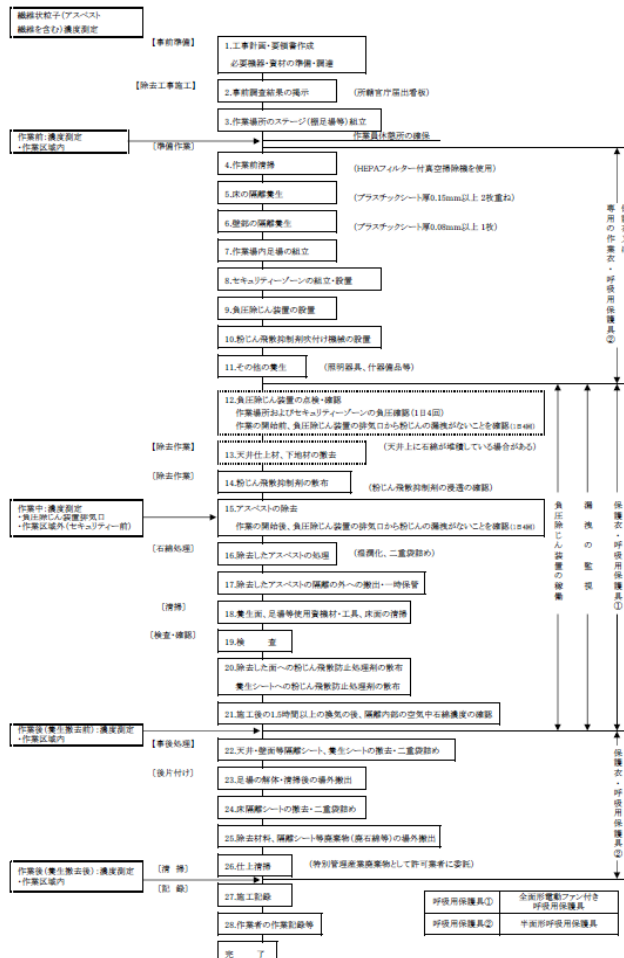 繊維状粒子(アスベスト
繊維を含む)濃度測定
【事前準備】
1.工事計画・要領書作成
必要機器・資材の準備・調達
【除去工事施工】
2.事前調査結果の掲示
(所轄官庁届出看板)
3.作業場所のステージ(棚足場等)組立
作業員休憩所の確保
作業前:濃度測定
・作業区域内
〔準備作業〕
4.作業前清掃
(HEPAフィルター付真空掃除機を使用)
5.床の隔離養生
(プラスチックシート厚0.15mm以上 2枚重ね)
6.壁部の隔離養生
(プラスチックシート厚0.08mm以上 1枚)
7.作業場内足場の組立
8.セキュリティーゾーンの組立・設置
9.負圧除じん装置の設置
10.粉じん飛散抑制剤吹付け機械の設置
11.その他の養生
(照明器具、什器備品等)
専用の作業衣・呼吸用保護具②
12.負圧除じん装置の点検・確認
作業場所およびセキュリティーゾーンの負圧確認(1日4回)
作業の開始前、負圧除じん装置の排気口から粉じんの漏洩がないことを確認(1日4回)
【除去作業】
13.天井仕上材、下地材の撤去
(天井上に石綿が堆積している場合がある)
〔除去作業〕
14.粉じん飛散抑制剤の散布
(粉じん飛散抑制剤の浸透の確認)
作業中:濃度測定
・負圧除じん装置排気口
・作業区域外(セキュリティー前)
15.アスベストの除去
作業の開始後、負圧除じん装置の排気口から粉じんの漏洩がないことを確認(1日4回)
〔石綿処理〕
16.除去したアスベストの処理
(湿潤化、二重袋詰め)
17.除去したアスベストの隔離の外への搬出・一時保管
〔清掃〕
18.養生面、足場等使用資機材・工具、床面の清掃
〔検査・確認〕
19.検 査
20.除去した面への粉じん飛散防止処理剤の散布
養生シートへの粉じん飛散防止処理剤の散布
21.施工後の1.5時間以上の換気の後、隔離内部の空気中石綿濃度の確認
負圧除じん装置の稼働
漏洩の監視
保護衣・呼吸用保護具①
作業後(養生撤去前):濃度測定
・作業区域内
【事後処理】
22.天井・壁面等隔離シート、養生シートの撤去・二重袋詰め
〔後片付け〕
23.足場の解体・清掃後の場外搬出
24.床隔離シートの撤去・二重袋詰め
25.除去材料、隔離シート等廃棄物(廃石綿等)の場外搬出
保護衣・呼吸用保護具②
作業後(養生撤去後):濃度測定
・作業区域内
〔清 掃〕
26.仕上清掃
(特別管理産業廃棄物として許可業者に委託)
〔記 録〕
27.施工記録
28.作業者の作業記録等
完 了
呼吸用保護具①
全面形電動ファン付き
呼吸用保護具
呼吸用保護具②
半面形呼吸用保護具